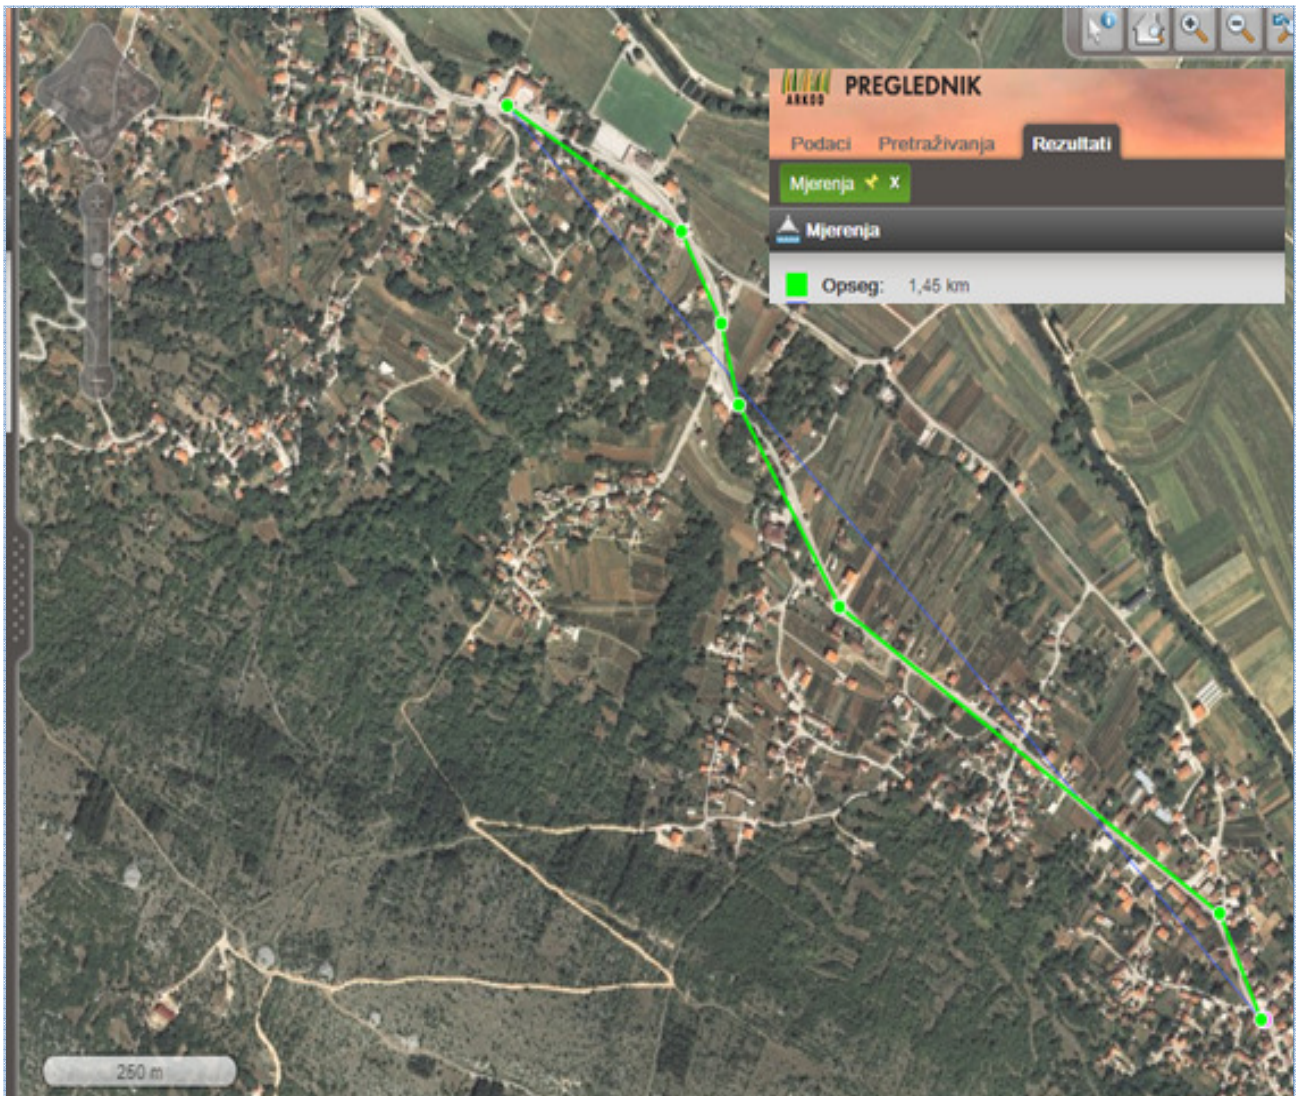 ARKOD
PREGLEDNIK
Podaci Pretraživanja Rezultati
Mjerenja X
Mjerenja
Opseg: 1,45 km
250 m